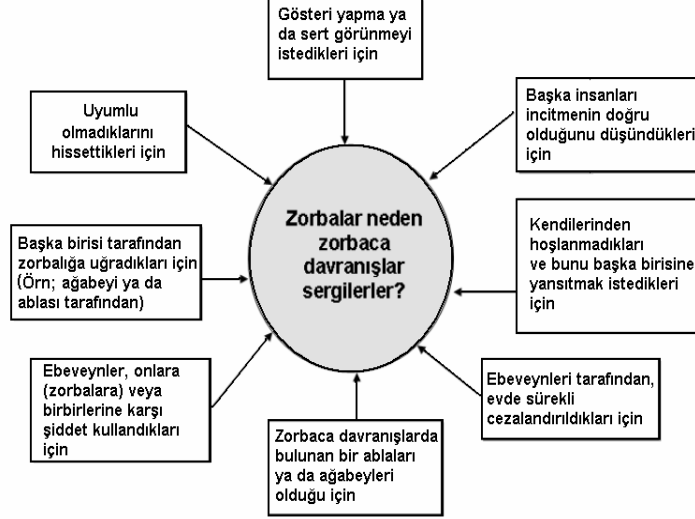 Gösteri yapma ya
da sert görünmeyi
istedikleri için
Uyumlu
olmadıklarını
hissettikleri için
Başka insanları
incitmenin doğru
olduğunu düşündükleri
için
Zorbalar neden
zorbaca
davranışlar
sergilerler?
Başka birisi tarafından
zorbalığa uğradıkları için
(Örn; ağabeyi ya da
ablası tarafından)
Kendilerinden
hoşlanmadıkları
ve bunu başka birisine
yansıtmak istedikleri
için
Ebeveynler, onlara
(zorbalara) veya
birbirlerine karşı
şiddet kullandıkları
için
Zorbaca davranışlarda
bulunan bir ablaları
ya da ağabeyleri
olduğu için
Ebeveynleri tarafından,
evde sürekli
cezalandırıldıkları için